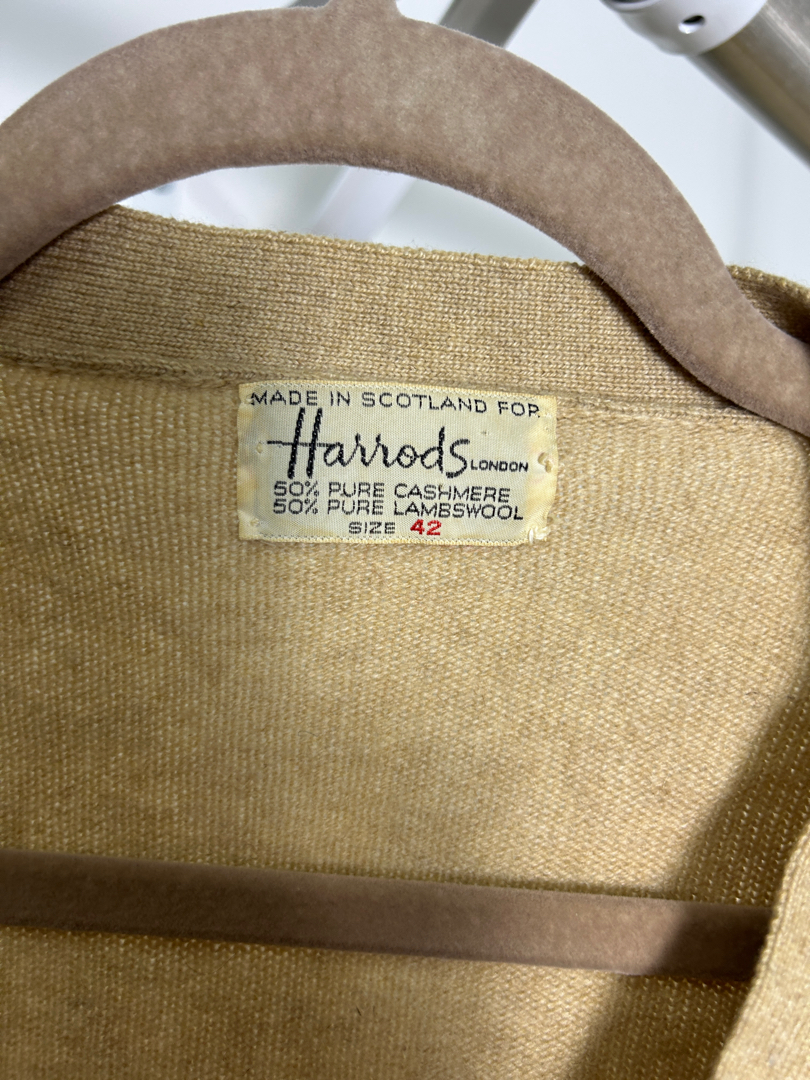 MADE IN SCOTLAND FOR
Harrods LONDON
50% PURE CASHMERE
50% PURE LAMBSWOOL
SIZE 42